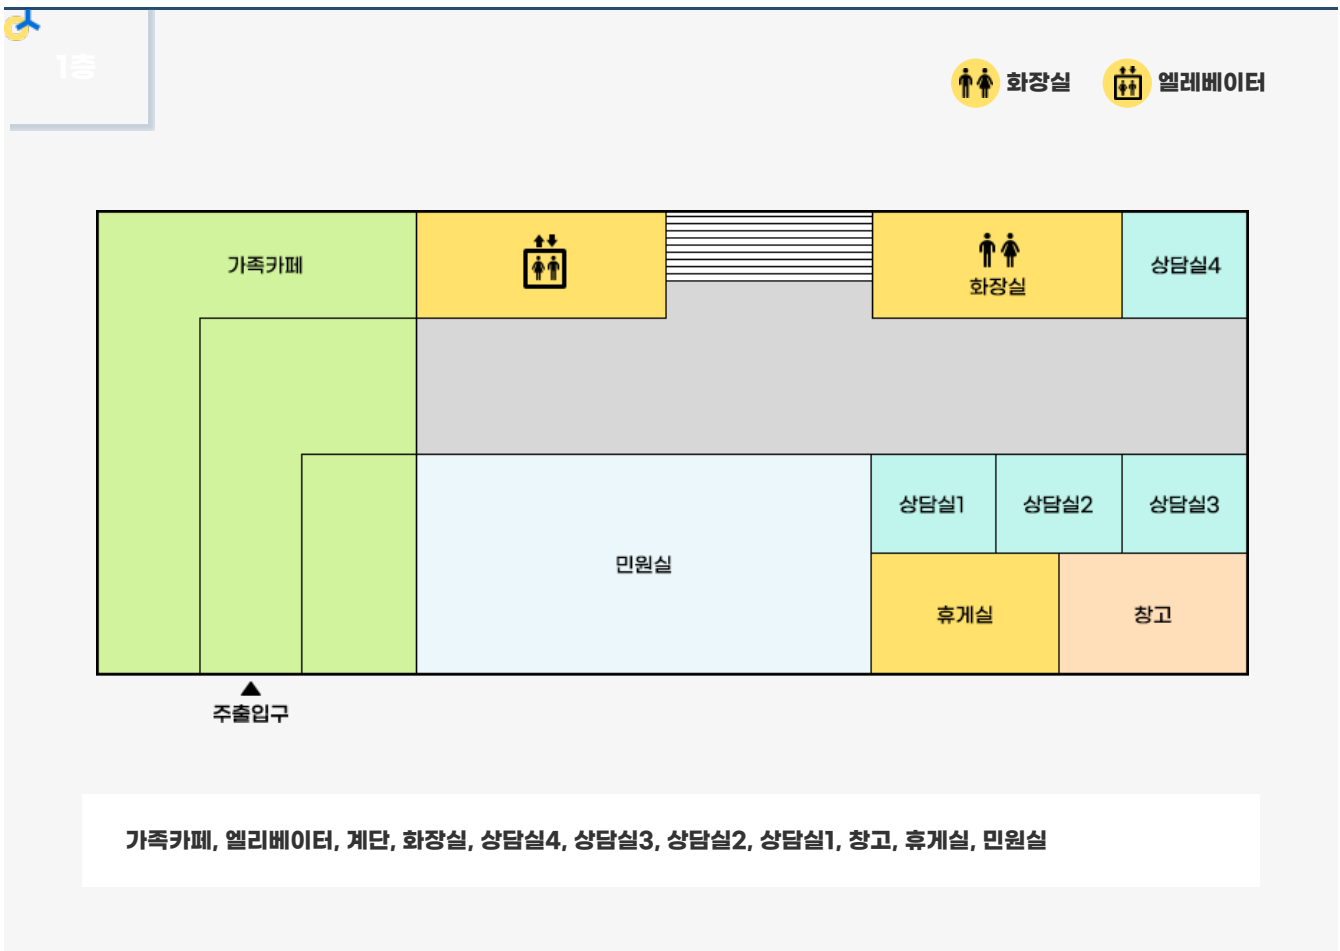 1층
화장실 엘레베이터
가족카페
화장실
상담실4
상담실1 상담실2 상담실3
민원실
휴게실 창고
주출입구
가족카페, 엘리베이터, 계단, 화장실, 상담실4, 상담실3, 상담실2, 상담실1, 창고, 휴게실, 민원실